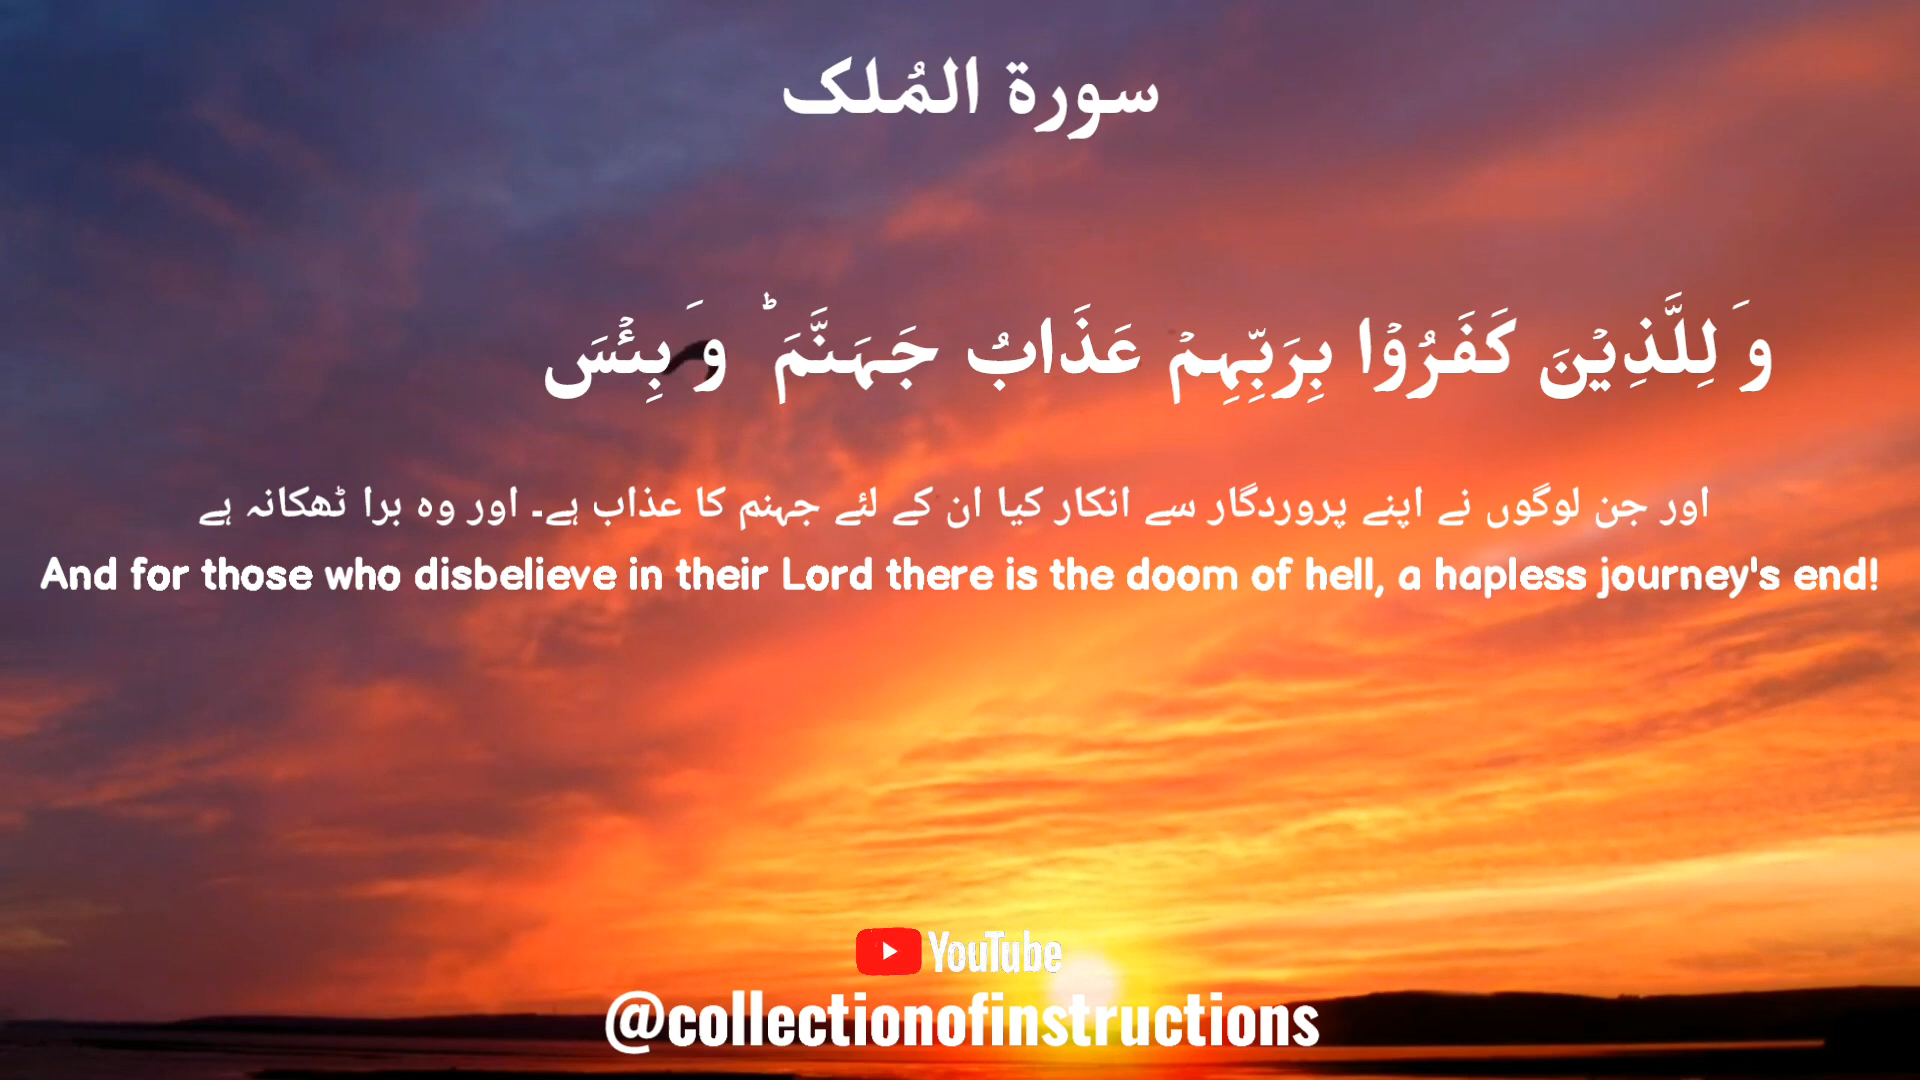 سورة المُلک
وَلِلَّذِيۡنَ كَفَرُوۡا بِرَبِّهِمۡ عَذَابُ جَهَنَّمَ‌ؕ وَبِئۡسَ
اور جن لوگوں نے اپنے پروردگار سے انکار کیا ان کے لئے جہنم کا عذاب ہے۔ اور وہ برا ٹھکانہ ہے
And for those who disbelieve in their Lord there is the doom of hell, a hapless journey's end!
YouTube
@collectionofinstructions